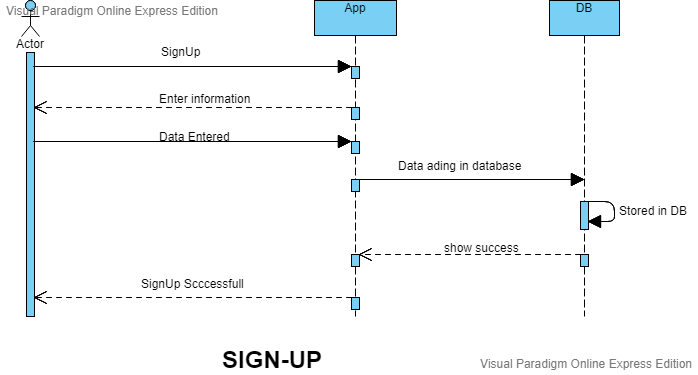 Visual Paradigm Online Express Edition
App
DB
Actor
SignUp
Enter information
Data Entered
Data ading in database
Stored in DB
show success
SignUp Scccessfull
SIGN-UP
Visual Paradigm Online Express Edition